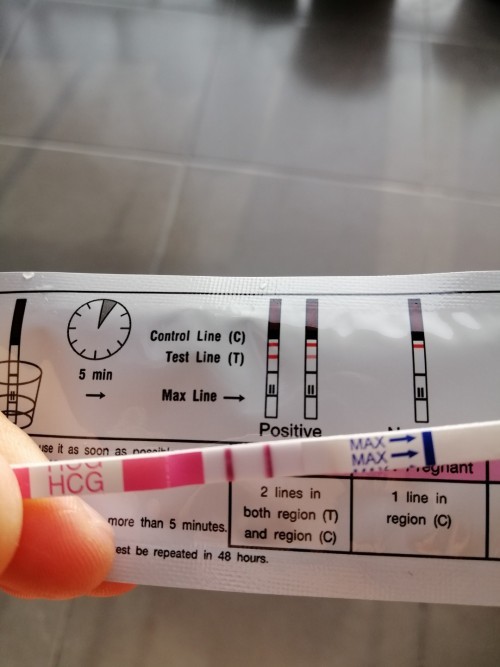 Control Line (C)
Test Line (T)
5 min
Max Line
Positive
use it as soon as
MAX
MAX
HCG
HCG
Pregnant
2 lines in
both region (T)
and region (C)
1 line in
region (C)
more than 5 minutes.
est be repeated in 48 hours.